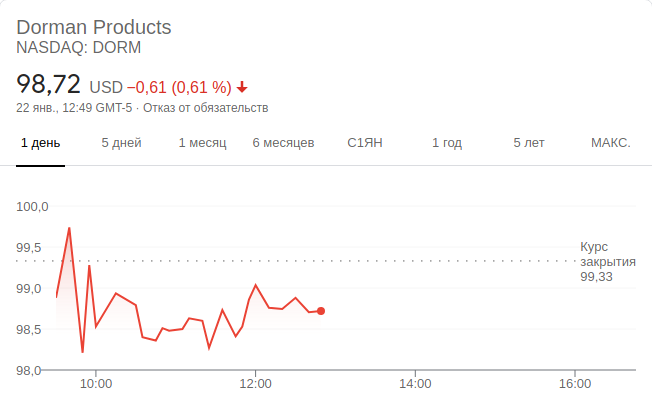 Dorman Products
NASDAQ: DORM
98,72 USD −0,61 (0,61 %)
22 янв., 12:49 GMT-5 · Отказ от обязательств
1 день 5 дней 1 месяц 6 месяцев С1ЯН 1 год 5 лет МАКС.
100,0
99,5
99,0
98,5
98,0
Курс
закрытия
99,33
10:00 12:00 14:00 16:00